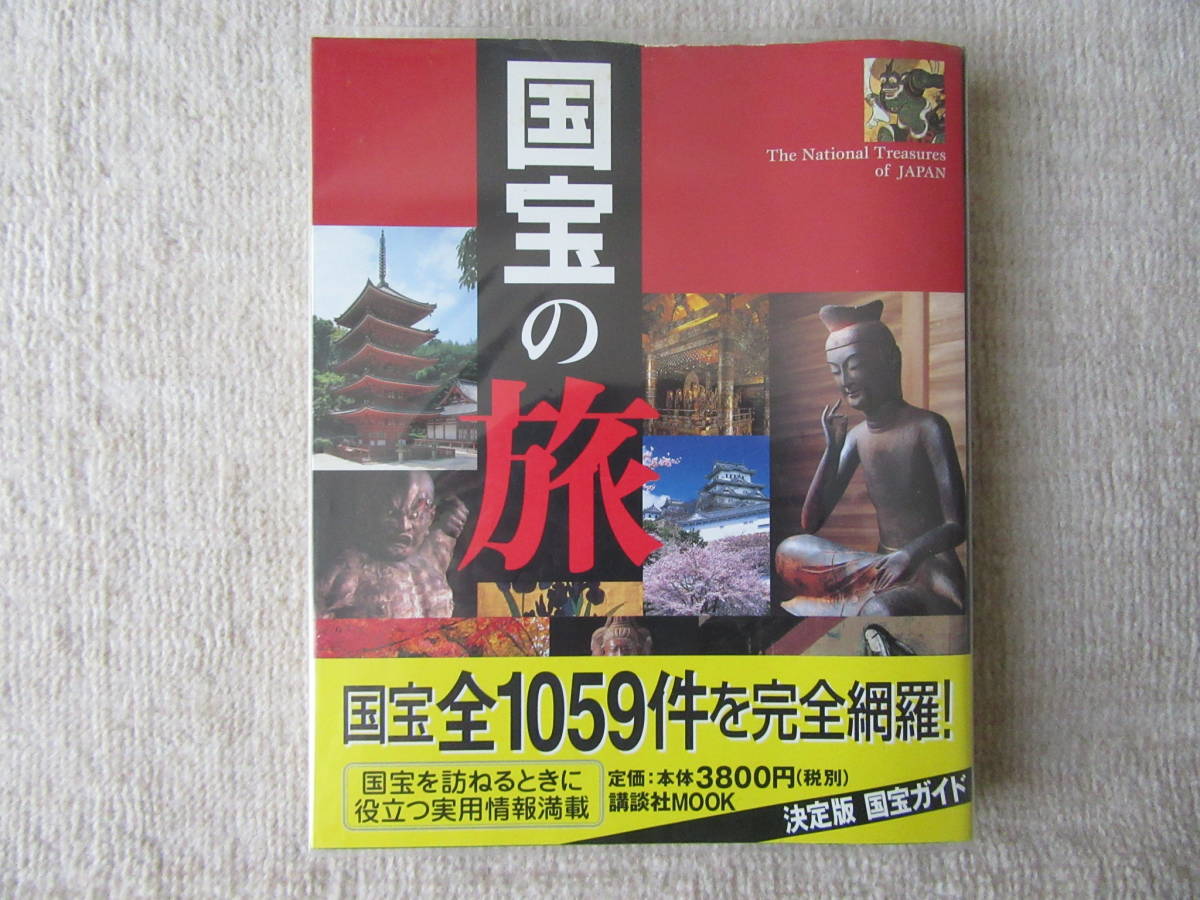 国宝の旅
The National Treasures
of JAPAN
国宝全1059件を完全網羅!
国宝を訪ねるときに
役立つ実用情報満載
定価:本体3800円(税別)
講談社MOOK
決定版 国宝ガイド